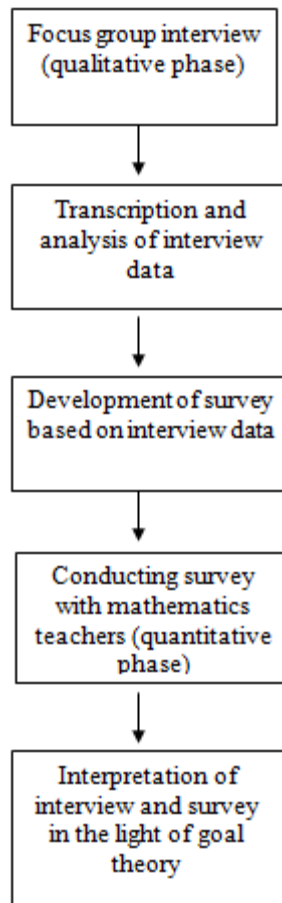 Focus group interview
(qualitative phase)
Transcription and
analysis of interview
data
Development of survey
based on interview data
Conducting survey
with mathematics
teachers (quantitative
phase)
Interpretation of
interview and survey
in the light of goal
theory